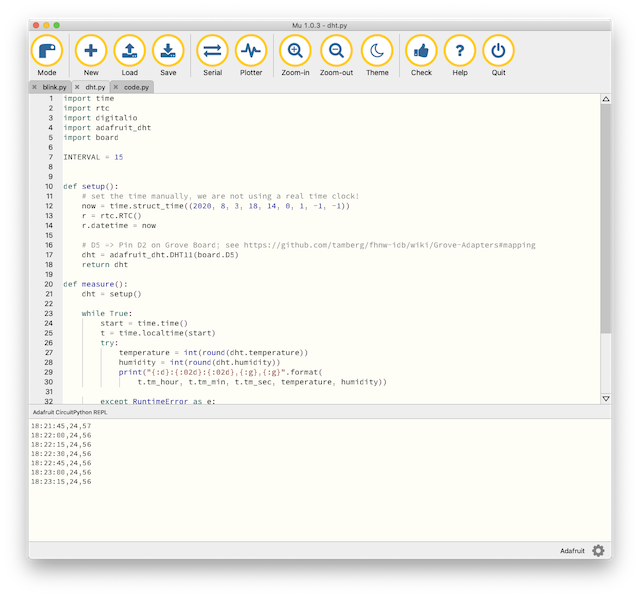 Mu 1.0.3 - dht.py
Mode New Load Save Serial Plotter Zoom-in Zoom-out Theme Check Help Quit
blink.py dht.py code.py
1 import time
2 import rtc
3 import digitalio
4 import adafruit_dht
5 import board
6
7 INTERVAL = 15
8
9
10 def setup():
11     # set the time manually, we are not using a real time clock!
12     now = time.struct_time((2020, 8, 3, 18, 14, 0, 1, -1, -1))
13     r = rtc.RTC()
14     r.datetime = now
15
16     # D5 => Pin D2 on Grove Board; see https://github.com/tamberg/fhnw-idb/wiki/Grove-Adapters#mapping
17     dht = adafruit_dht.DHT11(board.D5)
18     return dht
19
20 def measure():
21     dht = setup()
22
23     while True:
24         start = time.time()
25         t = time.localtime(start)
26         try:
27             temperature = int(round(dht.temperature))
28             humidity = int(round(dht.humidity))
29             print("{:d}:{:02d}:{:02d},{:g},{:g}".format(
30                 t.tm_hour, t.tm_min, t.tm_sec, temperature, humidity))
31
32         except RuntimeError as e:
Adafruit CircuitPython REPL
18:21:45,24,57
18:22:00,24,56
18:22:15,24,56
18:22:30,24,56
18:22:45,24,56
18:23:00,24,56
18:23:15,24,56
Adafruit